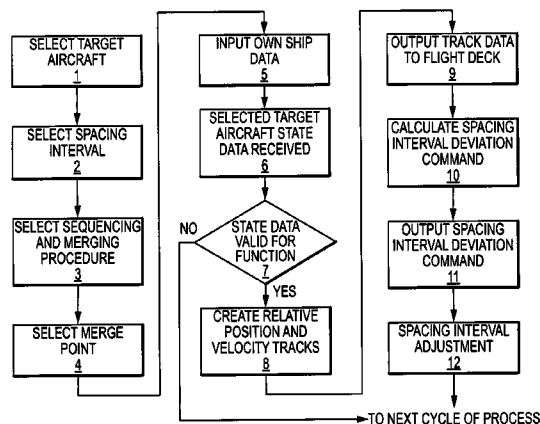 SELECT TARGET
AIRCRAFT
1
SELECT SPACING
INTERVAL
2
SELECT SEQUENCING
AND MERGING
PROCEDURE
3
SELECT MERGE
POINT
4
INPUT OWN SHIP
DATA
5
SELECTED TARGET
AIRCRAFT STATE
DATA RECEIVED
6
NO
STATE DATA
VALID FOR
FUNCTION
7
YES
CREATE RELATIVE
POSITION AND
VELOCITY TRACKS
8
OUTPUT TRACK DATA
TO FLIGHT DECK
9
CALCULATE SPACING
INTERVAL DEVIATION
COMMAND
10
OUTPUT SPACING
INTERVAL DEVIATION
COMMAND
11
SPACING INTERVAL
ADJUSTMENT
12
TO NEXT CYCLE OF PROCESS